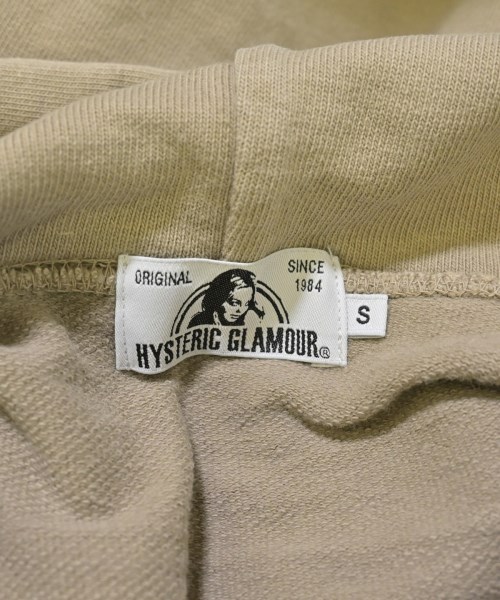 ORIGINAL
SINCE
1984
HYSTERIC GLAMOUR®
S